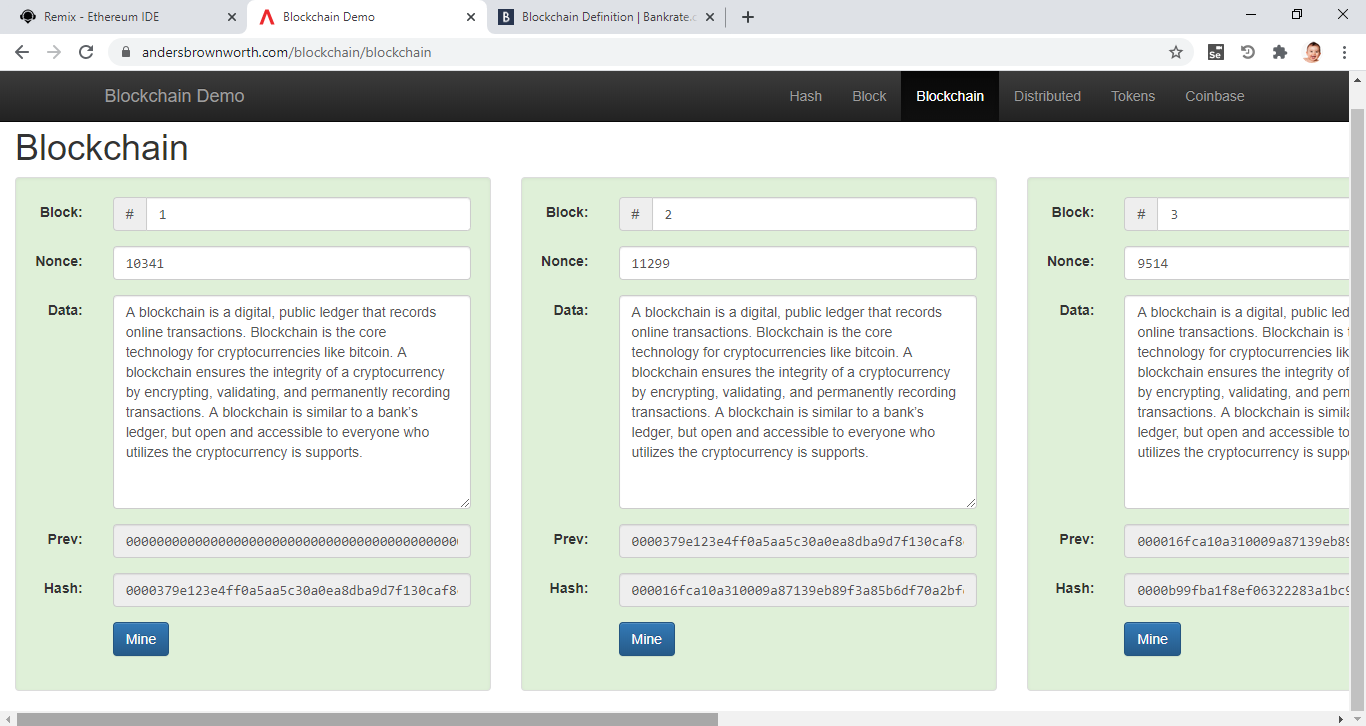 Remix - Ethereum IDE
Blockchain Demo
Blockchain Definition | Bankrate.c
andersbrownworth.com/blockchain/blockchain
Se
Blockchain Demo
Hash
Block
Blockchain
Distributed
Tokens
Coinbase
Blockchain
Block:
# 1
Nonce:
10341
Data:
A blockchain is a digital, public ledger that records
online transactions. Blockchain is the core
technology for cryptocurrencies like bitcoin. A
blockchain ensures the integrity of a cryptocurrency
by encrypting, validating, and permanently recording
transactions. A blockchain is similar to a bank’s
ledger, but open and accessible to everyone who
utilizes the cryptocurrency is supports.
Prev:
Hash:
0000379e123e4ff0a5aa5c30a0ea8dba9d7f130caf8
Mine
Block:
# 2
Nonce:
11299
Data:
A blockchain is a digital, public ledger that records
online transactions. Blockchain is the core
technology for cryptocurrencies like bitcoin. A
blockchain ensures the integrity of a cryptocurrency
by encrypting, validating, and permanently recording
transactions. A blockchain is similar to a bank’s
ledger, but open and accessible to everyone who
utilizes the cryptocurrency is supports.
Prev:
0000379e123e4ff0a5aa5c30a0ea8dba9d7f130caf8
Hash:
000016fca10a310009a87139eb89f3a85b6df70a2bf
Mine
Block:
# 3
Nonce:
9514
Data:
A blockchain is a digital, public led
online transactions. Blockchain is
technology for cryptocurrencies lik
blockchain ensures the integrity of
by encrypting, validating, and perm
transactions. A blockchain is simila
ledger, but open and accessible to
utilizes the cryptocurrency is supp
Prev:
000016fca10a310009a87139eb89
Hash:
0000b99fba1f8ef06322283a1bc9
Mine